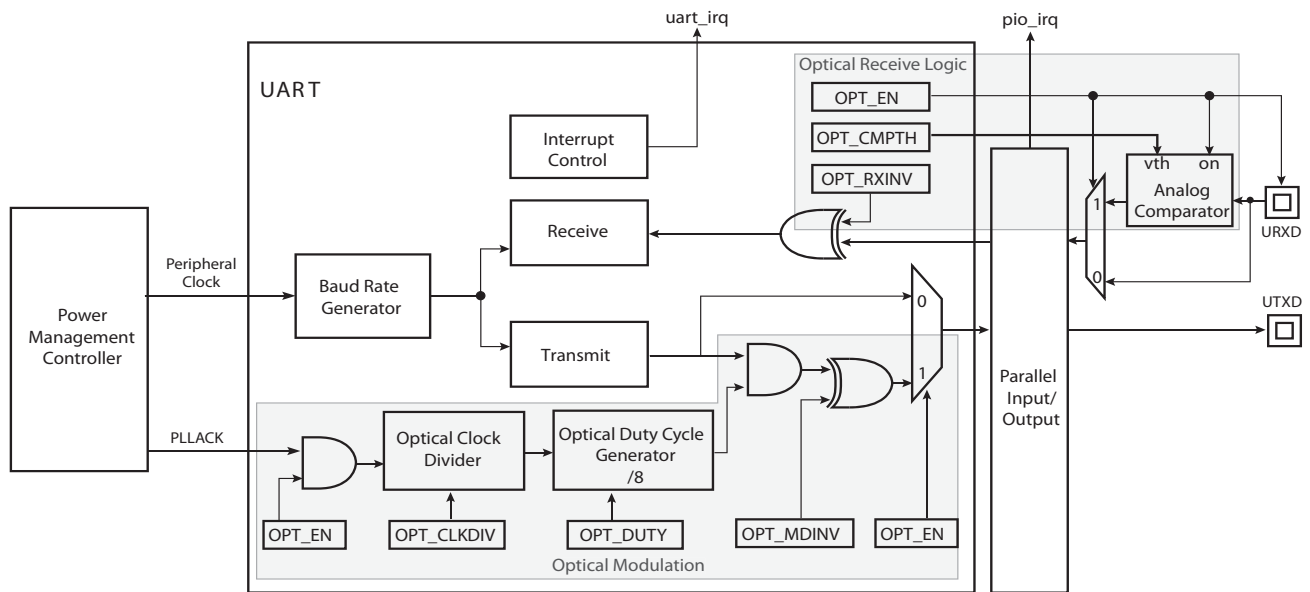 uart_irq
pio_irq
Optical Receive Logic
UART
OPT_EN
OPT_CMPTH
OPT_RXINV
Interrupt
Control
vth
on
Analog
Comparator
1
0
URXD
Receive
Peripheral
Clock
Baud Rate
Generator
Power
Management
Controller
Transmit
0
1
UTXD
Parallel
Input/
Output
PLLACK
Optical Clock
Divider
Optical Duty Cycle
Generator
/8
OPT_EN
OPT_CLKDIV
OPT_DUTY
OPT_MDINV
OPT_EN
Optical Modulation